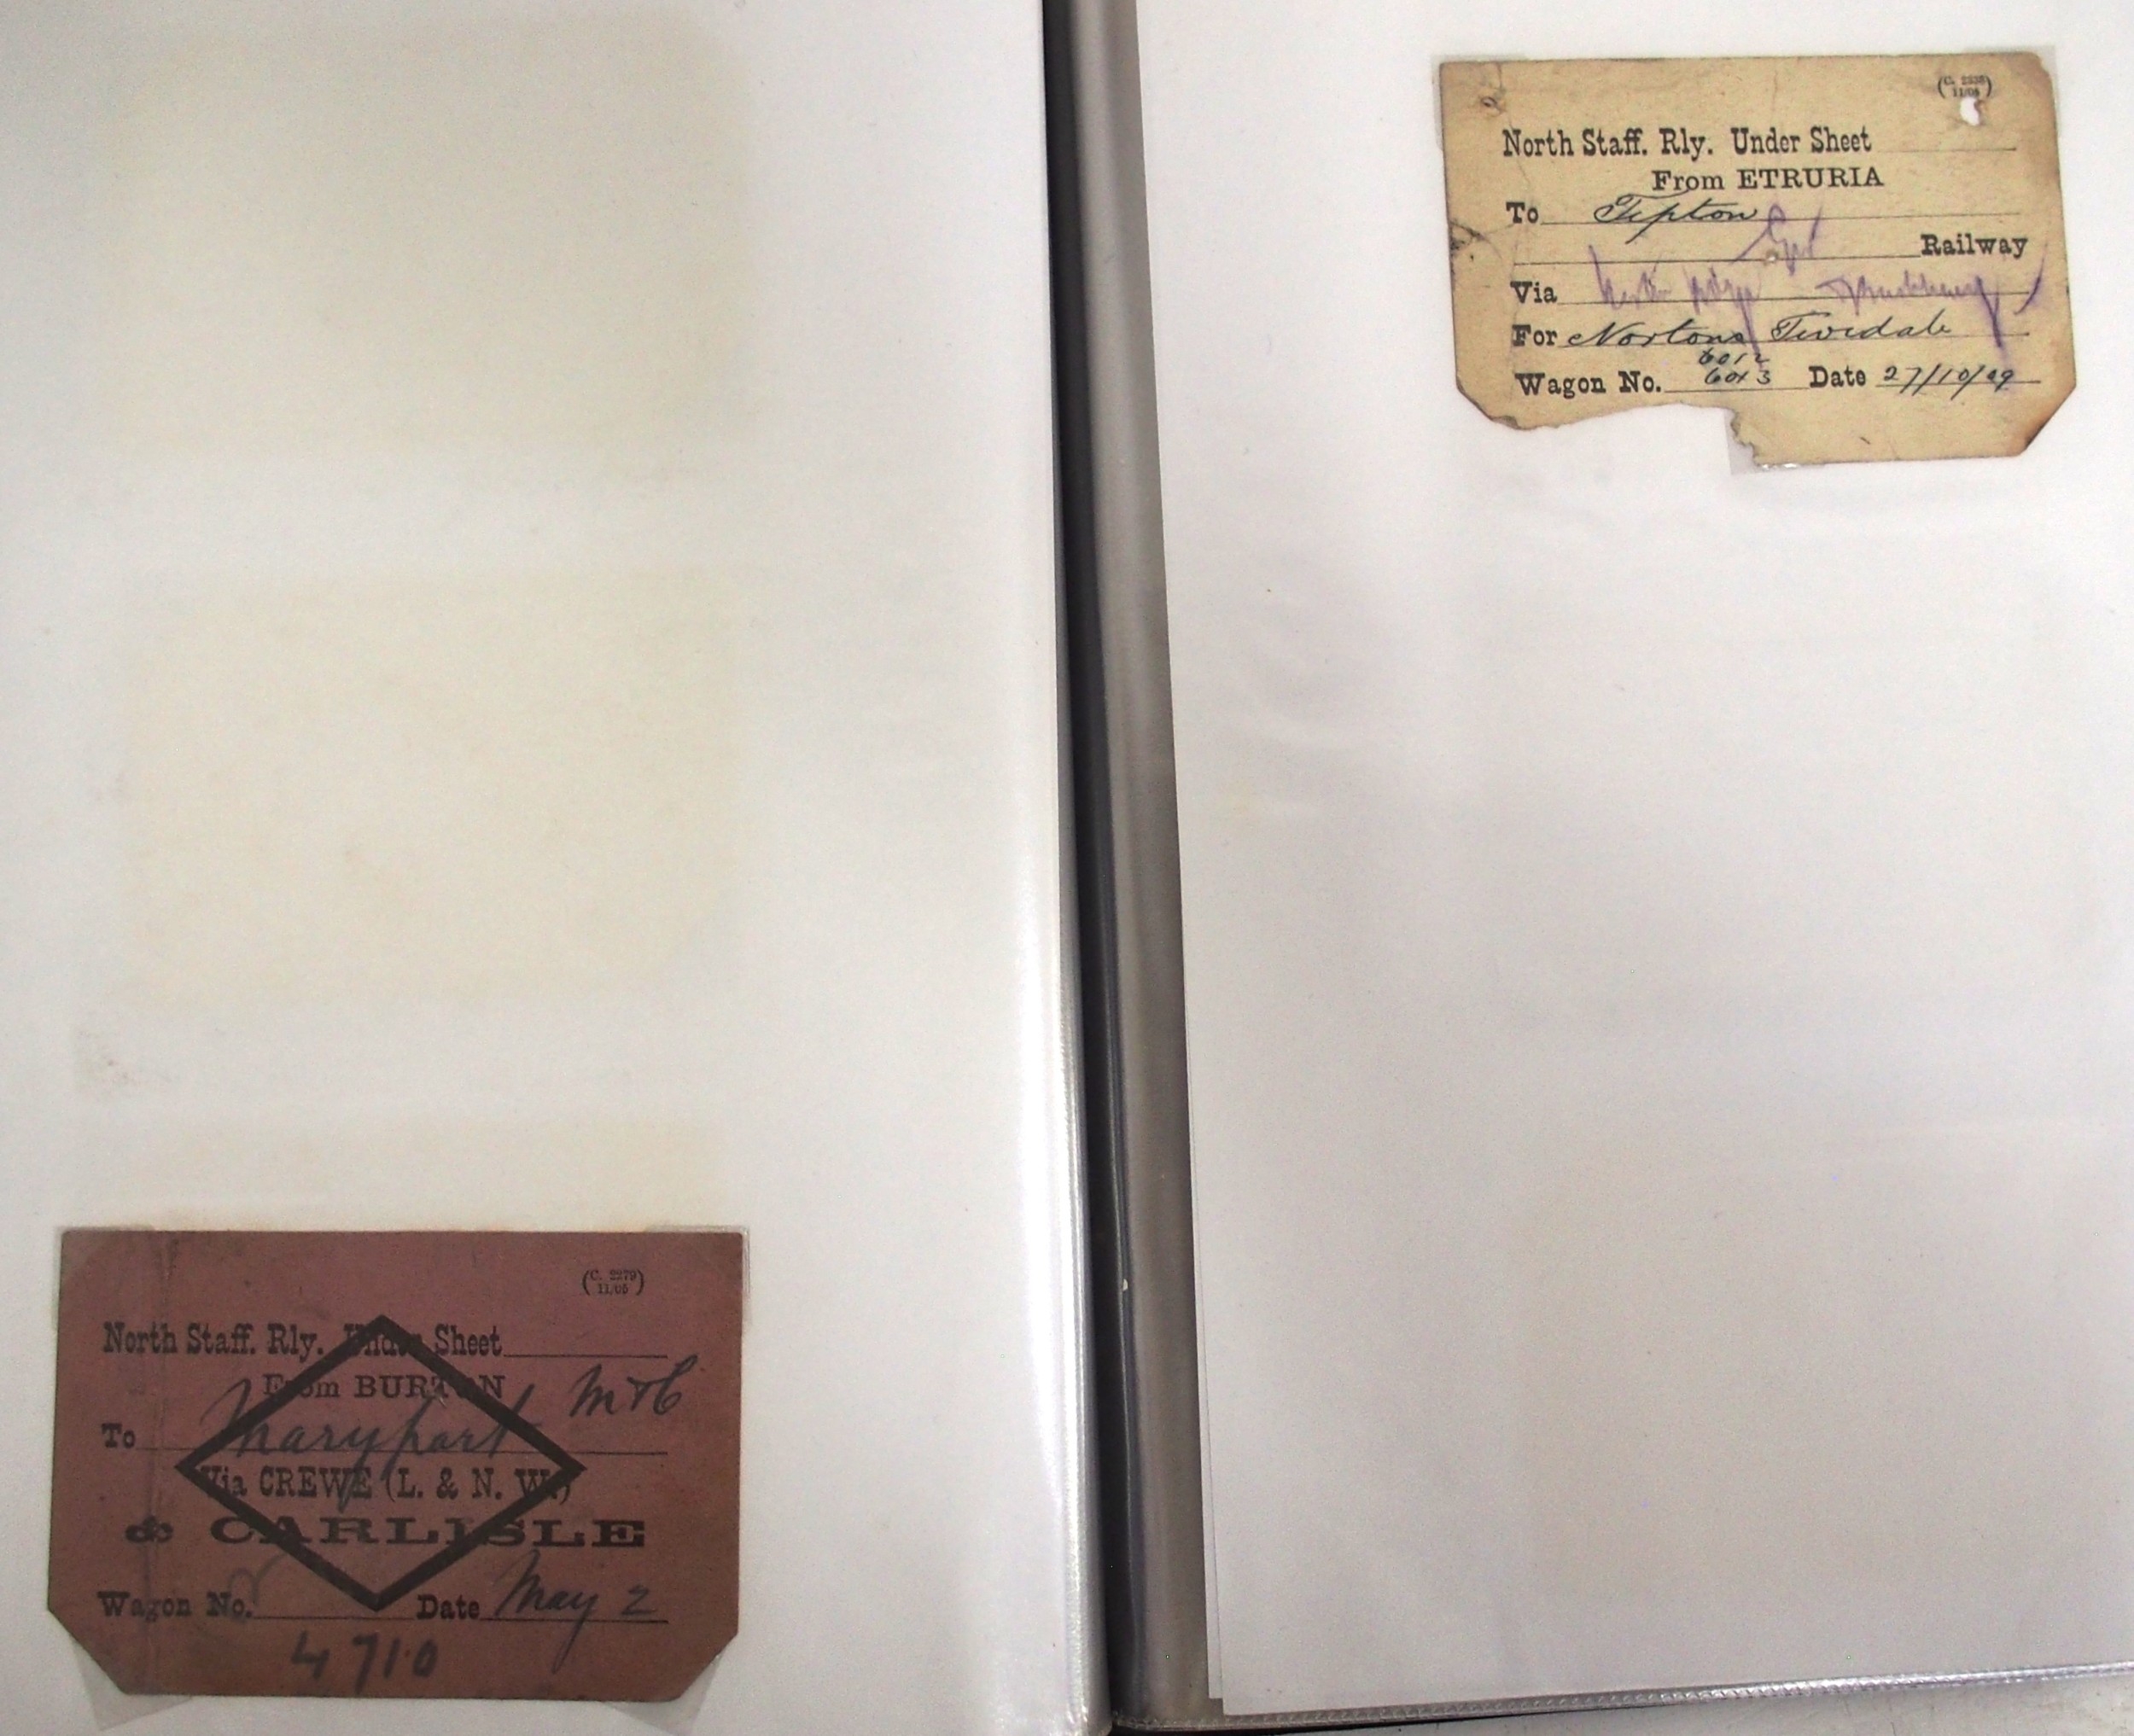 (C. 2279)
11/05
North Staff. Rly. Under Sheet
From BURTON
To Maryport M&C
Via CREWE (L. & N. W.)
& CARLISLE
Wagon No. Date May 2
4710
11/05
North Staff. Rly. Under Sheet
From ETRURIA
To Tipton
Railway
Via
For Nortons Tividale
6012
Wagon No. 6013 Date 27/10/09